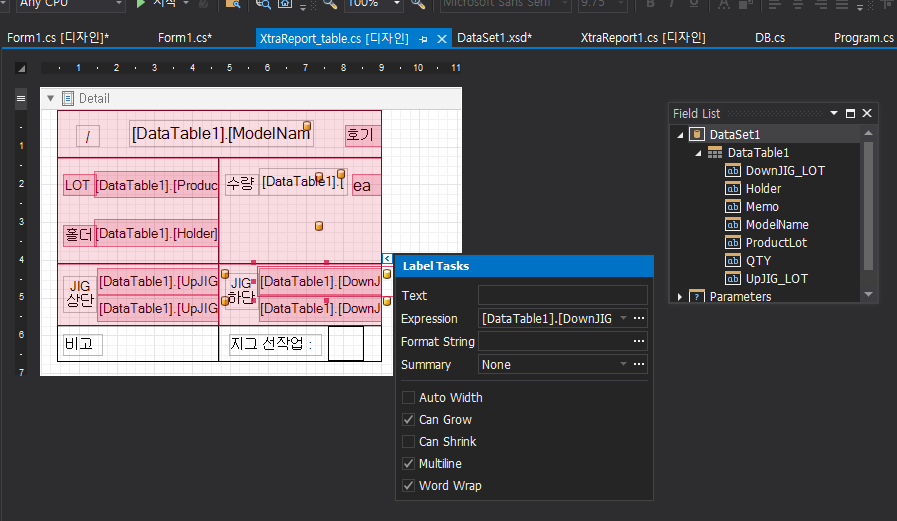 Any CPU 시작 100% Microsoft Sans Serif 9.75
Form1.cs [디자인]* Form1.cs* XtraReport_table.cs [디자인] DataSet1.xsd* XtraReport1.cs [디자인] DB.cs Program.cs
1 2 3 4 5 6 7 8 9 10 11
Detail
/ [DataTable1].[ModelNam 호기
LOT [DataTable1].[Produc 수량 [DataTable1].[ ea
홀더 [DataTable1].[Holder]
JIG
상단
[DataTable1].[UpJIG
[DataTable1].[UpJIG
JIG
하단
[DataTable1].[DownJ
[DataTable1].[DownJI
비고 지그 선작업 :
1
2
3
4
5
6
7
Label Tasks
Text
Expression [DataTable1].[DownJIG
Format String
Summary None
Auto Width
Can Grow
Can Shrink
Multiline
Word Wrap
Field List
DataSet1
DataTable1
DownJIG_LOT
Holder
Memo
ModelName
ProductLot
QTY
UpJIG_LOT
Parameters